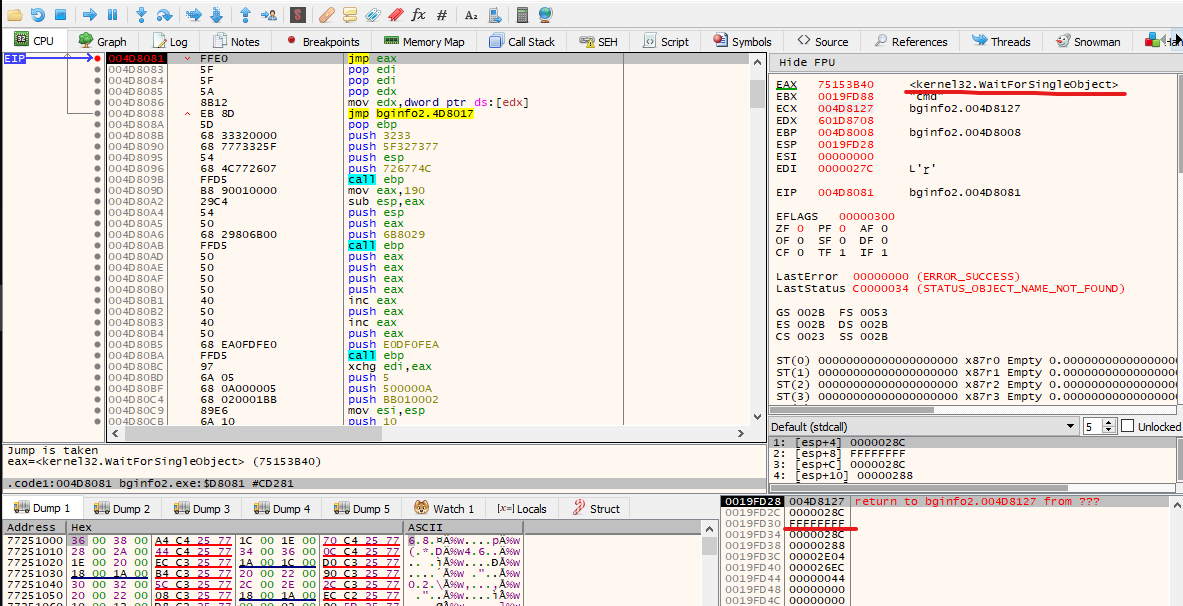 fx # A₂
CPU Graph Log Notes Breakpoints Memory Map Call Stack SEH Script Symbols Source References Threads Snowman Han
EIP
004D8081 FFE0 jmp eax
004D8083 5F pop edi
004D8084 5F pop edi
004D8085 5A pop edx
004D8086 8B12 mov edx,dword ptr ds:[edx]
004D8088 EB 8D jmp bginfo2.4D8017
004D808A 5D pop ebp
004D808B 68 33320000 push 3233
004D8090 68 7773325F push 5F327377
004D8095 54 push esp
004D8096 68 4C772607 push 726774C
004D809B FFD5 call ebp
004D809D B8 90010000 mov eax,190
004D80A2 29C4 sub esp,eax
004D80A4 54 push esp
004D80A5 50 push eax
004D80A6 68 29806B00 push 6B8029
004D80AB FFD5 call ebp
004D80AD 50 push eax
004D80AE 50 push eax
004D80AF 50 push eax
004D80B0 50 push eax
004D80B1 40 inc eax
004D80B2 50 push eax
004D80B3 40 inc eax
004D80B4 50 push eax
004D80B5 68 EA0FDFE0 push E0DF0FEA
004D80BA FFD5 call ebp
004D80BC 97 xchg edi,eax
004D80BD 6A 05 push 5
004D80BF 68 0A000005 push 500000A
004D80C4 68 020001BB push BB010002
004D80C9 89E6 mov esi,esp
004D80CB 6A 10 push 10
Hide FPU
EAX 75153B40 <kernel32.WaitForSingleObject>
EBX 0019FD88 "cmd"
ECX 004D8127 bginfo2.004D8127
EDX 601D8708
EBP 004D8008 bginfo2.004D8008
ESP 0019FD28
ESI 00000000
EDI 0000027C L'ɼ'
EIP 004D8081 bginfo2.004D8081
EFLAGS 00000300
ZF 0 PF 0 AF 0
OF 0 SF 0 DF 0
CF 0 TF 1 IF 1
LastError 00000000 (ERROR_SUCCESS)
LastStatus C0000034 (STATUS_OBJECT_NAME_NOT_FOUND)
GS 002B FS 0053
ES 002B DS 002B
CS 0023 SS 002B
ST(0) 00000000000000000000 x87r0 Empty 0.0000000000000000
ST(1) 00000000000000000000 x87r1 Empty 0.0000000000000000
ST(2) 00000000000000000000 x87r2 Empty 0.0000000000000000
ST(3) 00000000000000000000 x87r3 Empty 0.0000000000000000
Default (stdcall) 5 Unlocked
1: [esp+4] 0000028C
2: [esp+8] FFFFFFFF
3: [esp+C] 0000028C
4: [esp+10] 00000288
Jump is taken
eax=<kernel32.WaitForSingleObject> (75153B40)
.code1:004D8081 bginfo2.exe:$D8081 #CD281
Dump 1 Dump 2 Dump 3 Dump 4 Dump 5 Watch 1 [x=] Locals Struct
Address Hex ASCII
77251000 36 00 38 00 A4 C4 25 77 1C 00 1E 00 70 C4 25 77 6.8.¤Ä%w....pÄ%w
77251010 28 00 2A 00 44 C4 25 77 34 00 36 00 0C C4 25 77 (.*.DÄ%w4.6..Ä%w
77251020 1E 00 20 00 EC C3 25 77 1A 00 1C 00 D0 C3 25 77 .. .ìÃ%w....ÐÃ%w
77251030 18 00 1A 00 B4 C3 25 77 20 00 22 00 90 C3 25 77 ....´Ã%w ."..Ã%w
77251040 30 00 32 00 5C C3 25 77 2C 00 2E 00 2C C3 25 77 0.2.\Ã%w,...,Ã%w
77251050 20 00 22 00 08 C3 25 77 18 00 1A 00 EC C2 25 77 ."..Ã%w....ìÂ%w
0019FD28 004D8127 return to bginfo2.004D8127 from ???
0019FD2C 0000028C
0019FD30 FFFFFFFF
0019FD34 0000028C
0019FD38 00000288
0019FD3C 00002E04
0019FD40 000026EC
0019FD44 00000044
0019FD48 00000000
0019FD4C 00000000